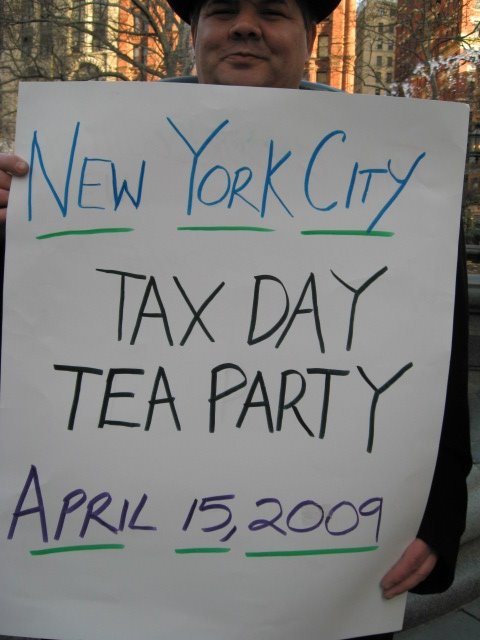 New York City
TAX DAY
TEA PARTY
April 15, 2009